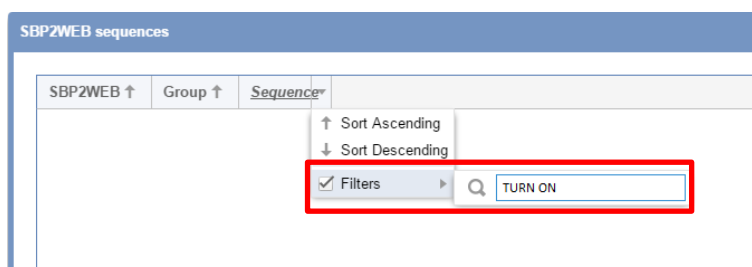 SBP2WEB sequences
SBP2WEB Group Sequence
Sort Ascending
Sort Descending
Filters TURN ON